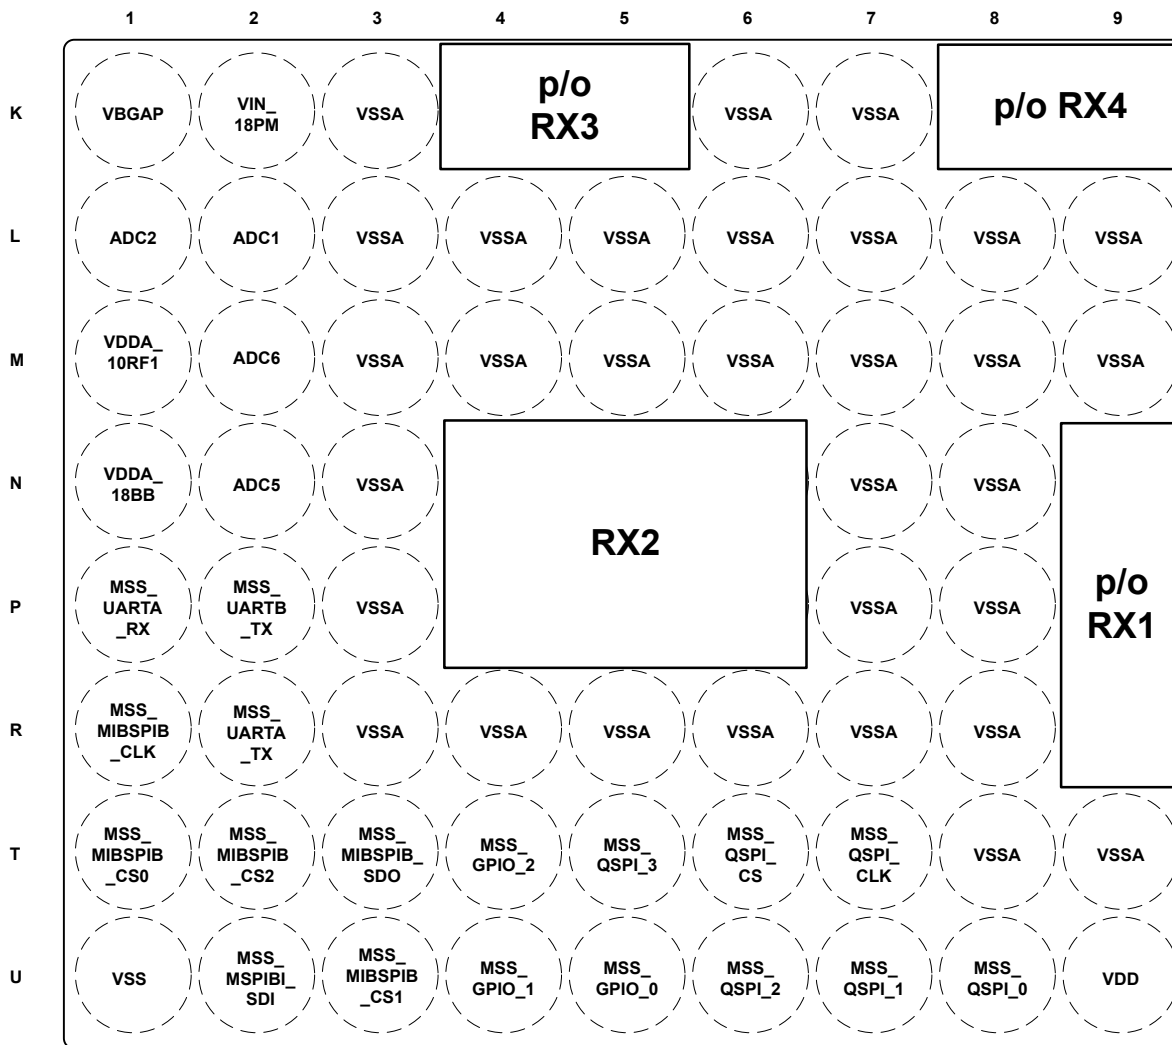 1 2 3 4 5 6 7 8 9
K
VBGAP
VIN_
18PM
VSSA
p/o
RX3
VSSA
VSSA
p/o RX4
L
ADC2
ADC1
VSSA
VSSA
VSSA
VSSA
VSSA
VSSA
VSSA
M
VDDA_
10RF1
ADC6
VSSA
VSSA
VSSA
VSSA
VSSA
VSSA
VSSA
N
VDDA_
18BB
ADC5
VSSA
RX2
VSSA
VSSA
p/o
RX1
P
MSS_
UARTA
_RX
MSS_
UARTB
_TX
VSSA
VSSA
VSSA
R
MSS_
MIBSPIB
_CLK
MSS_
UARTA
_TX
VSSA
VSSA
VSSA
VSSA
VSSA
VSSA
T
MSS_
MIBSPIB
_CS0
MSS_
MIBSPIB
_CS2
MSS_
MIBSPIB_
SDO
MSS_
GPIO_2
MSS_
QSPI_3
MSS_
QSPI_
CS
MSS_
QSPI_
CLK
VSSA
VSSA
U
VSS
MSS_
MSPIBI_
SDI
MSS_
MIBSPIB
_CS1
MSS_
GPIO_1
MSS_
GPIO_0
MSS_
QSPI_2
MSS_
QSPI_1
MSS_
QSPI_0
VDD